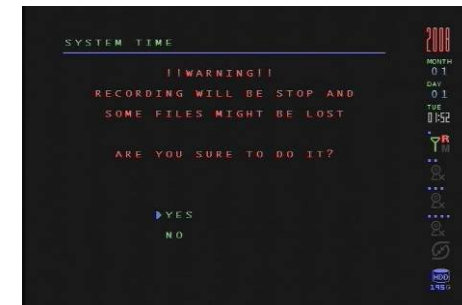 SYSTEM TIME
!!WARNING!!
RECORDING WILL BE STOP AND
SOME FILES MIGHT BE LOST
ARE YOU SURE TO DO IT?
YES
NO
2008
MONTH
01
DAY
01
TUE
01:52
R
M
HDD
195G